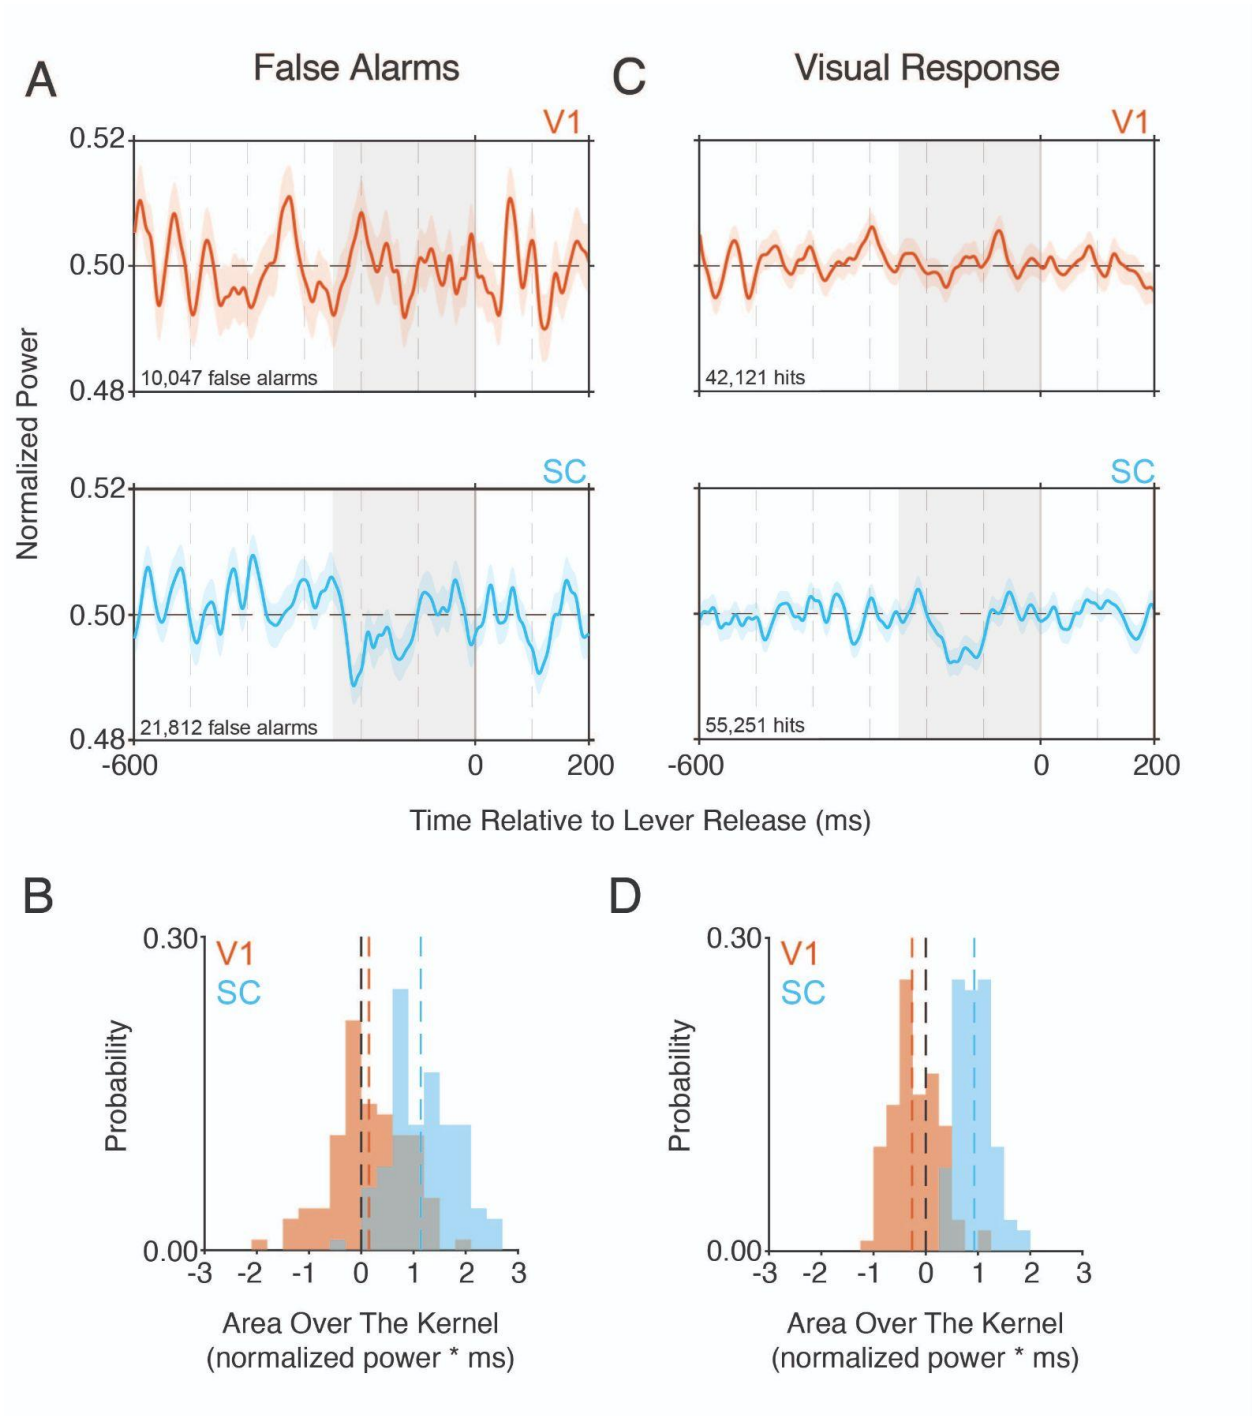 A
False Alarms
V1
0.52
0.50
0.48
10,047 false alarms
SC
0.52
0.50
0.48
21,812 false alarms
-600
0
200
Normalized Power
C
Visual Response
V1
42,121 hits
SC
55,251 hits
-600
0
200
Time Relative to Lever Release (ms)
B
0.30
V1
SC
Probability
0.00
-3 -2 -1 0 1 2 3
Area Over The Kernel
(normalized power * ms)
D
0.30
V1
SC
Probability
0.00
-3 -2 -1 0 1 2 3
Area Over The Kernel
(normalized power * ms)